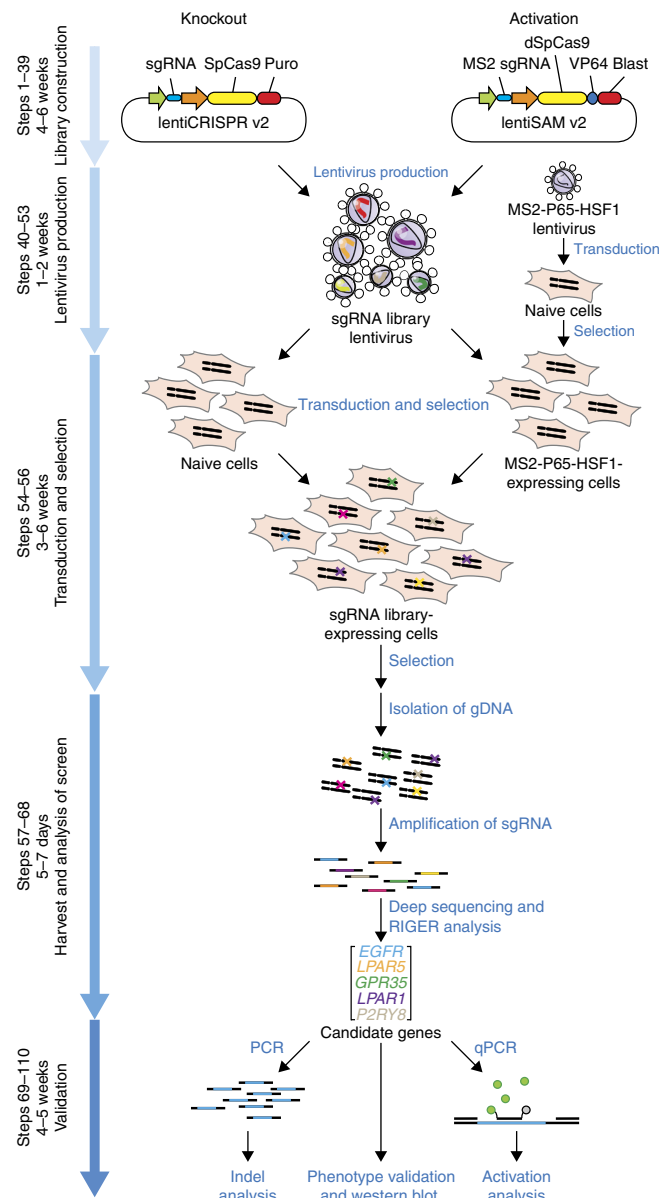 Knockout
Activation
dSpCas9
sgRNA SpCas9 Puro
MS2 sgRNA VP64 Blast
lentiCRISPR v2
lentiSAM v2
Steps 1–39
4–6 weeks
Library construction
Lentivirus production
MS2-P65-HSF1
lentivirus
Transduction
Naive cells
Selection
sgRNA library
lentivirus
Steps 40–53
1–2 weeks
Lentivirus production
Transduction and selection
Naive cells
MS2-P65-HSF1-
expressing cells
sgRNA library-
expressing cells
Steps 54–56
3–6 weeks
Transduction and selection
Selection
Isolation of gDNA
Amplification of sgRNA
Deep sequencing and
RIGER analysis
EGFR
LPAR5
GPR35
LPAR1
P2RY8
Candidate genes
Steps 57–68
5–7 days
Harvest and analysis of screen
PCR
qPCR
Steps 69–110
4–5 weeks
Validation
Indel
analysis
Phenotype validation
and western blot
Activation
analysis